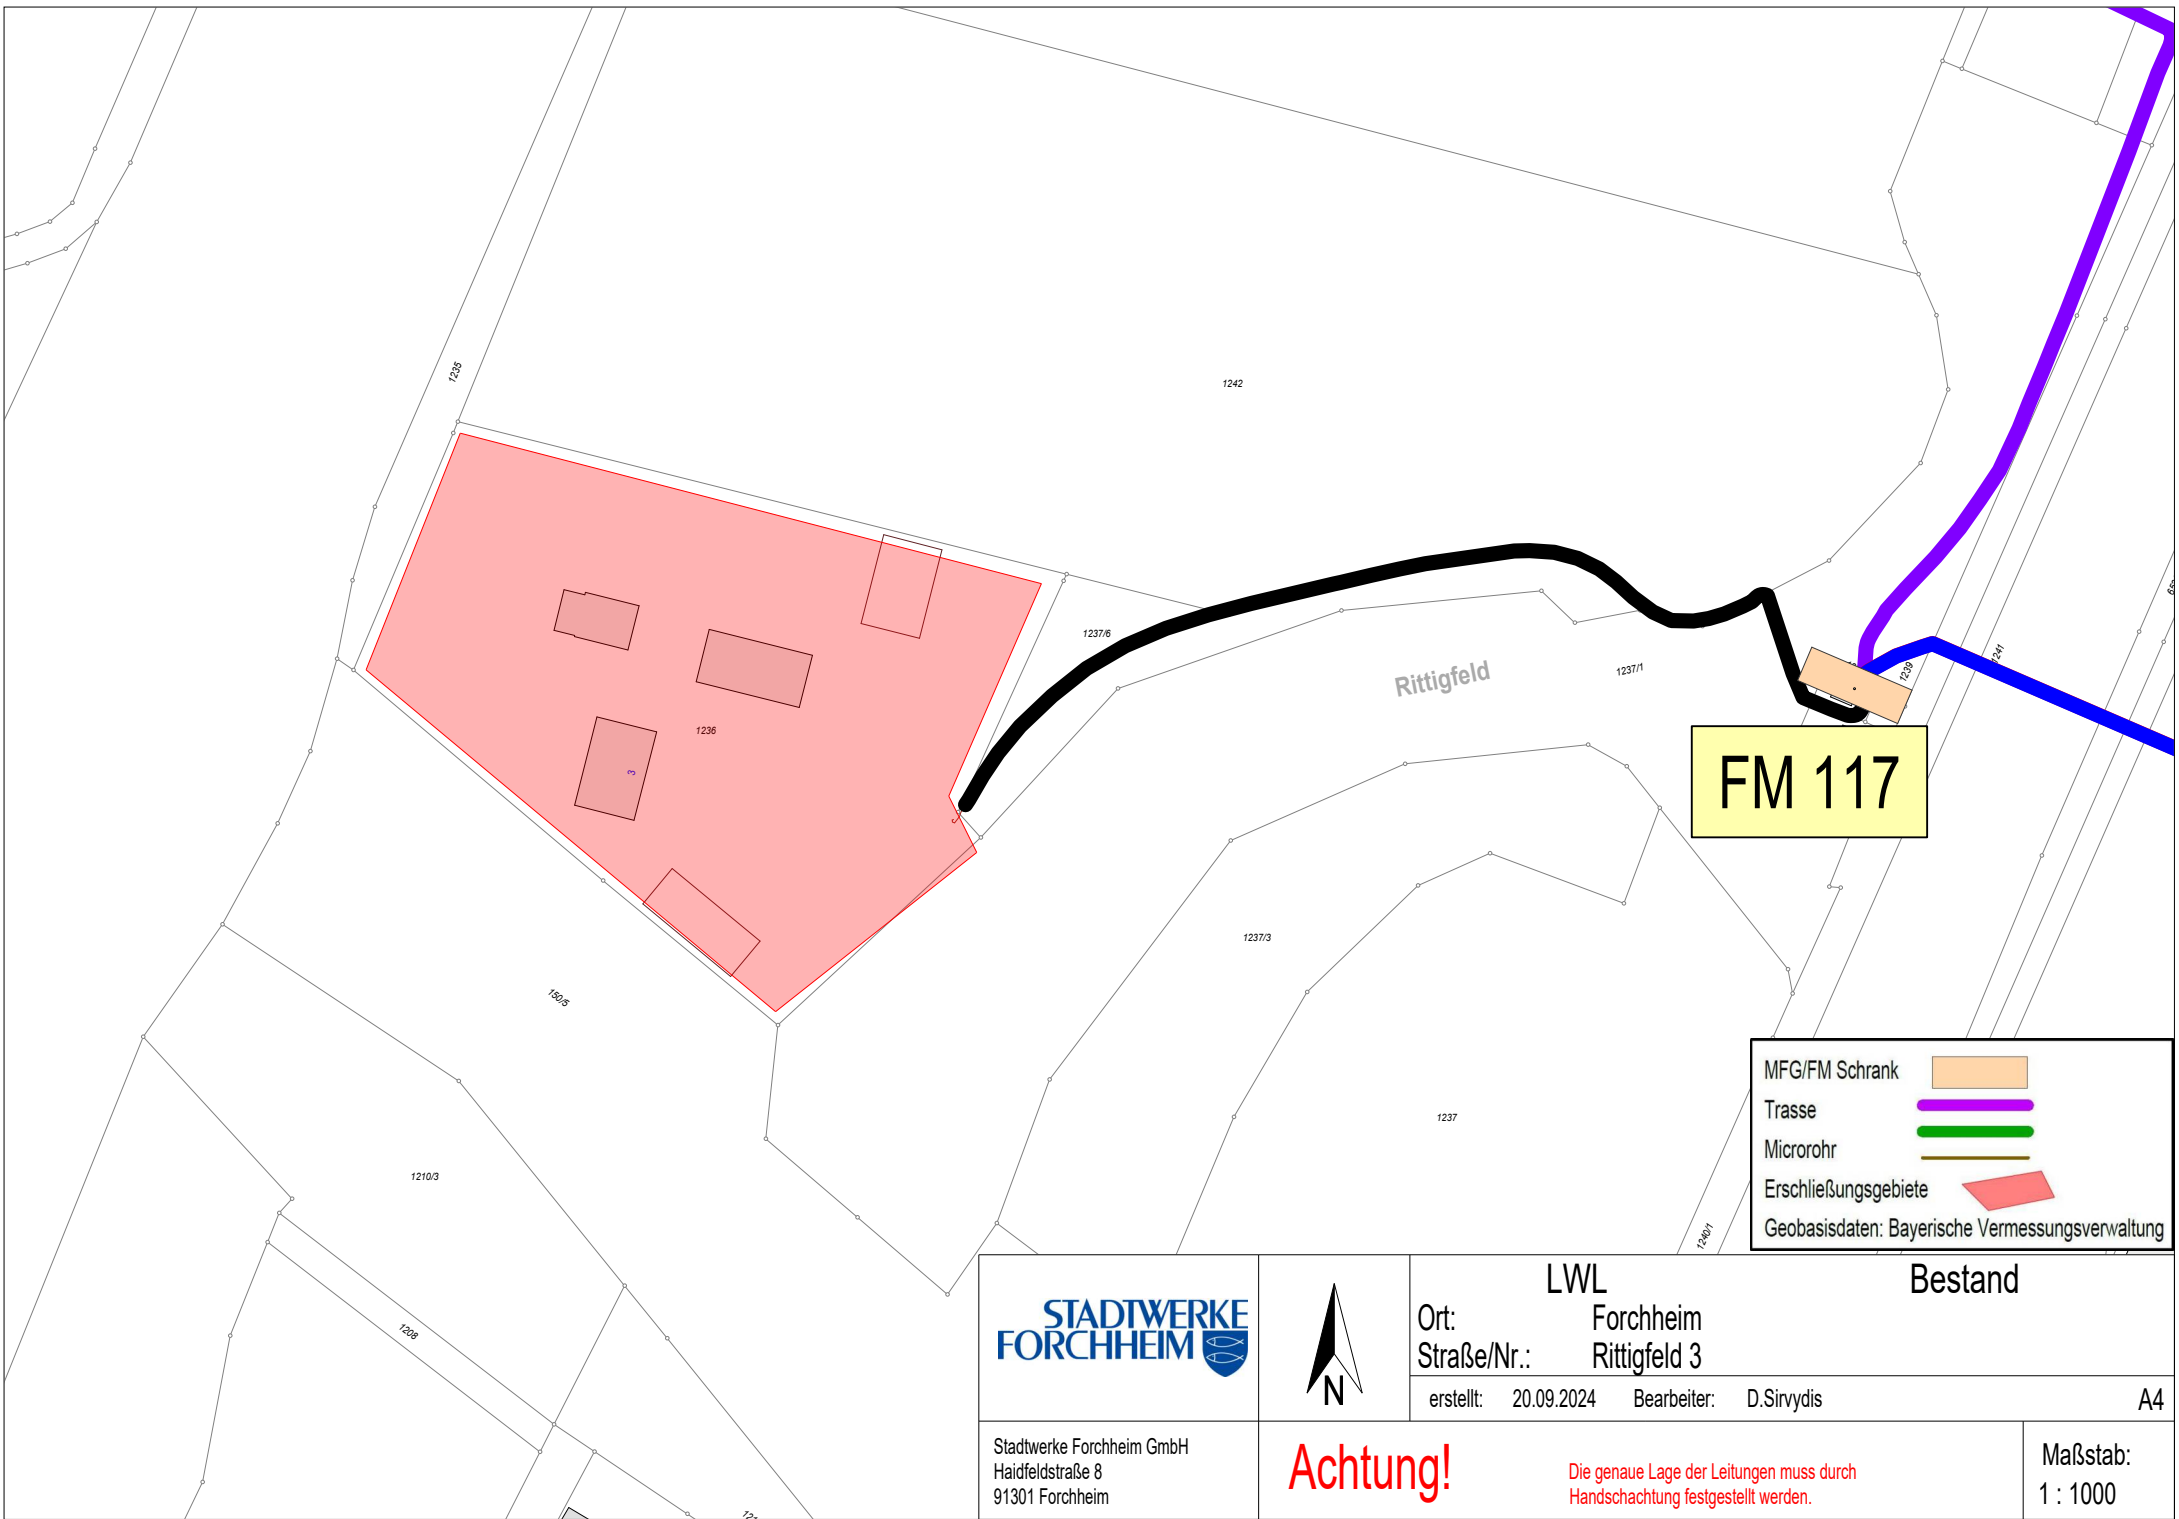 1235
1242
1237/6
Rittigfeld
1237/1
1239
1241
1236
3
FM 117
1237/3
150/5
1237
1210/3
1208
1240/1
MFG/FM Schrank
Trasse
Microrohr
Erschließungsgebiete
Geobasisdaten: Bayerische Vermessungsverwaltung
STADTWERKE
FORCHHEIM
N
LWL Bestand
Ort: Forchheim
Straße/Nr.: Rittigfeld 3
erstellt: 20.09.2024 Bearbeiter: D.Sirvydis A4
Stadtwerke Forchheim GmbH
Haidfeldstraße 8
91301 Forchheim
Achtung!
Die genaue Lage der Leitungen muss durch
Handschachtung festgestellt werden.
Maßstab:
1 : 1000